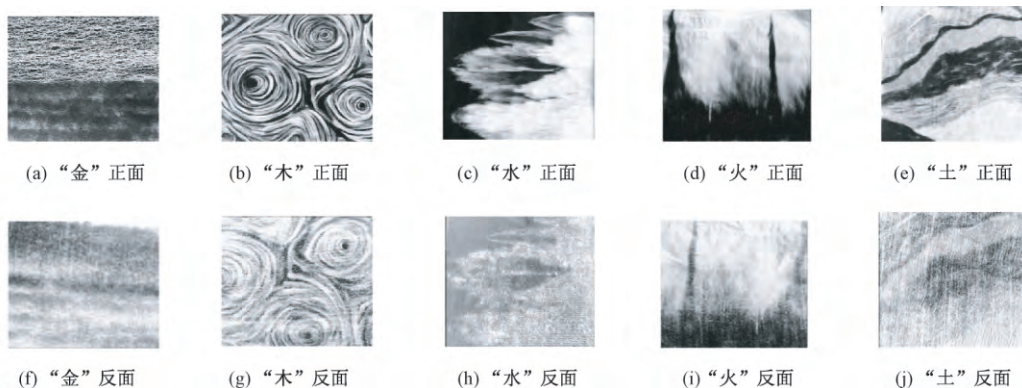 (a) “金”正面
(b) “木”正面
(c) “水”正面
(d) “火”正面
(e) “土”正面
(f) “金”反面
(g) “木”反面
(h) “水”反面
(i) “火”反面
(j) “土”反面